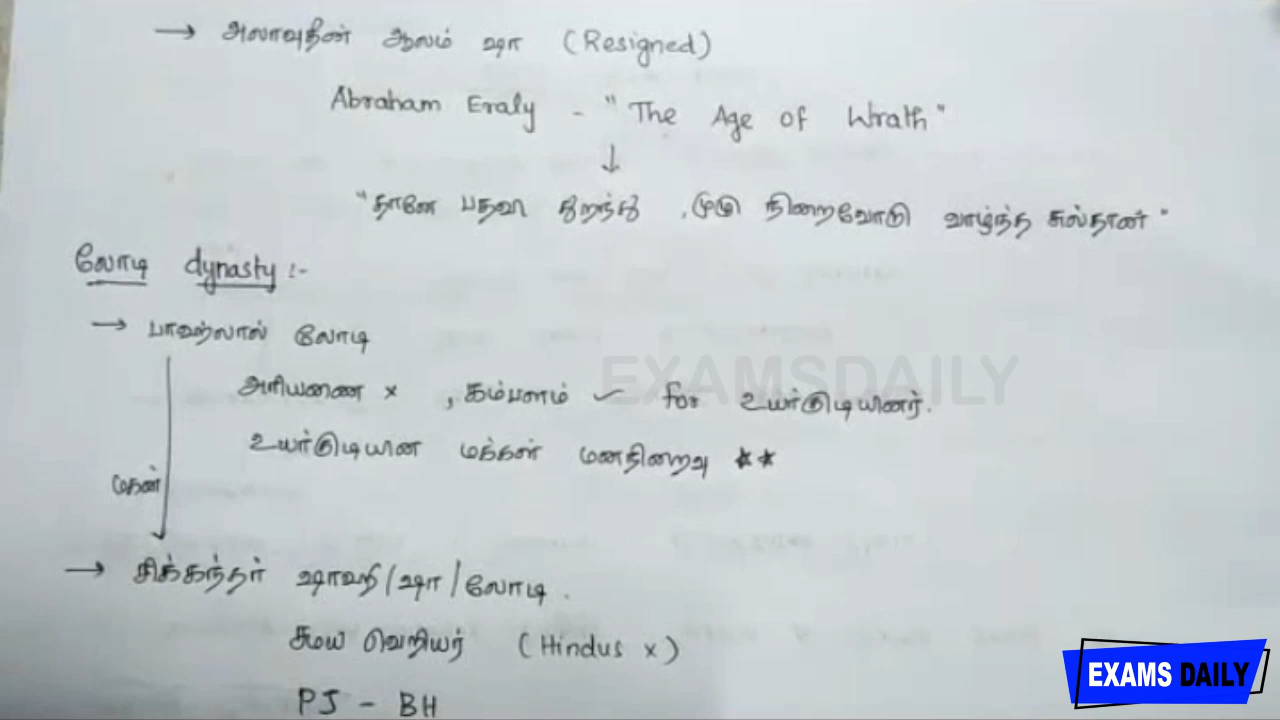 → அலாவுதீன் ஆலம் ஷா (Resigned)
Abraham Eraly - "The Age of Wrath"
↓
"தானே பதவி துறந்து, முழு நிறைவோடு வாழ்ந்த சுல்தான்"
லோடி dynasty :-
→ பாஹ்லால் லோடி
அரியணை x , கம்பளம் ✓ for உயர்குடியினர்.
உயர்குடியின மக்கள் மனநிறைவு ★★
மகன்
→ சிக்கந்தர் ஷாஹி/ஷா/லோடி.
சமய வெறியர் (Hindus x)
PJ - BH
EXAMSDAILY
EXAMS DAILY